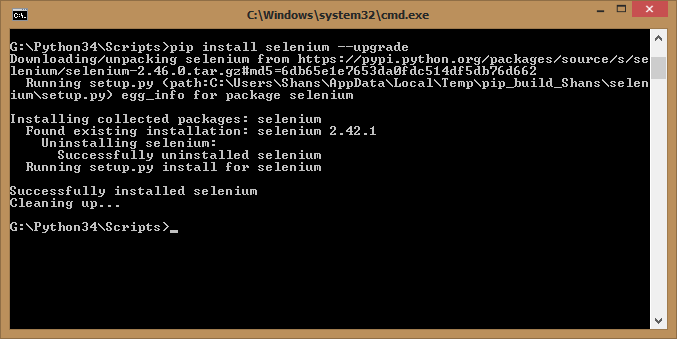 C:\Windows\system32\cmd.exe
G:\Python34\Scripts>pip install selenium --upgrade
Downloading/unpacking selenium from https://pypi.python.org/packages/source/s/se
lenium/selenium-2.46.0.tar.gz#md5=6db65e1e7653da0fdc514df5db76d662
  Running setup.py (path:C:\Users\Shans\AppData\Local\Temp\pip_build_Shans\selen
ium\setup.py) egg_info for package selenium
Installing collected packages: selenium
  Found existing installation: selenium 2.42.1
    Uninstalling selenium:
      Successfully uninstalled selenium
  Running setup.py install for selenium
Successfully installed selenium
Cleaning up...
G:\Python34\Scripts>_